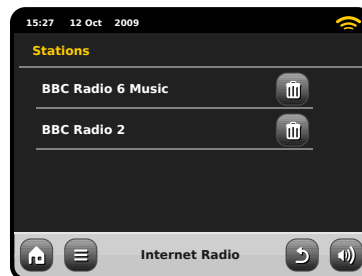 15:27 12 Oct 2009
Stations
BBC Radio 6 Music
BBC Radio 2
Internet Radio